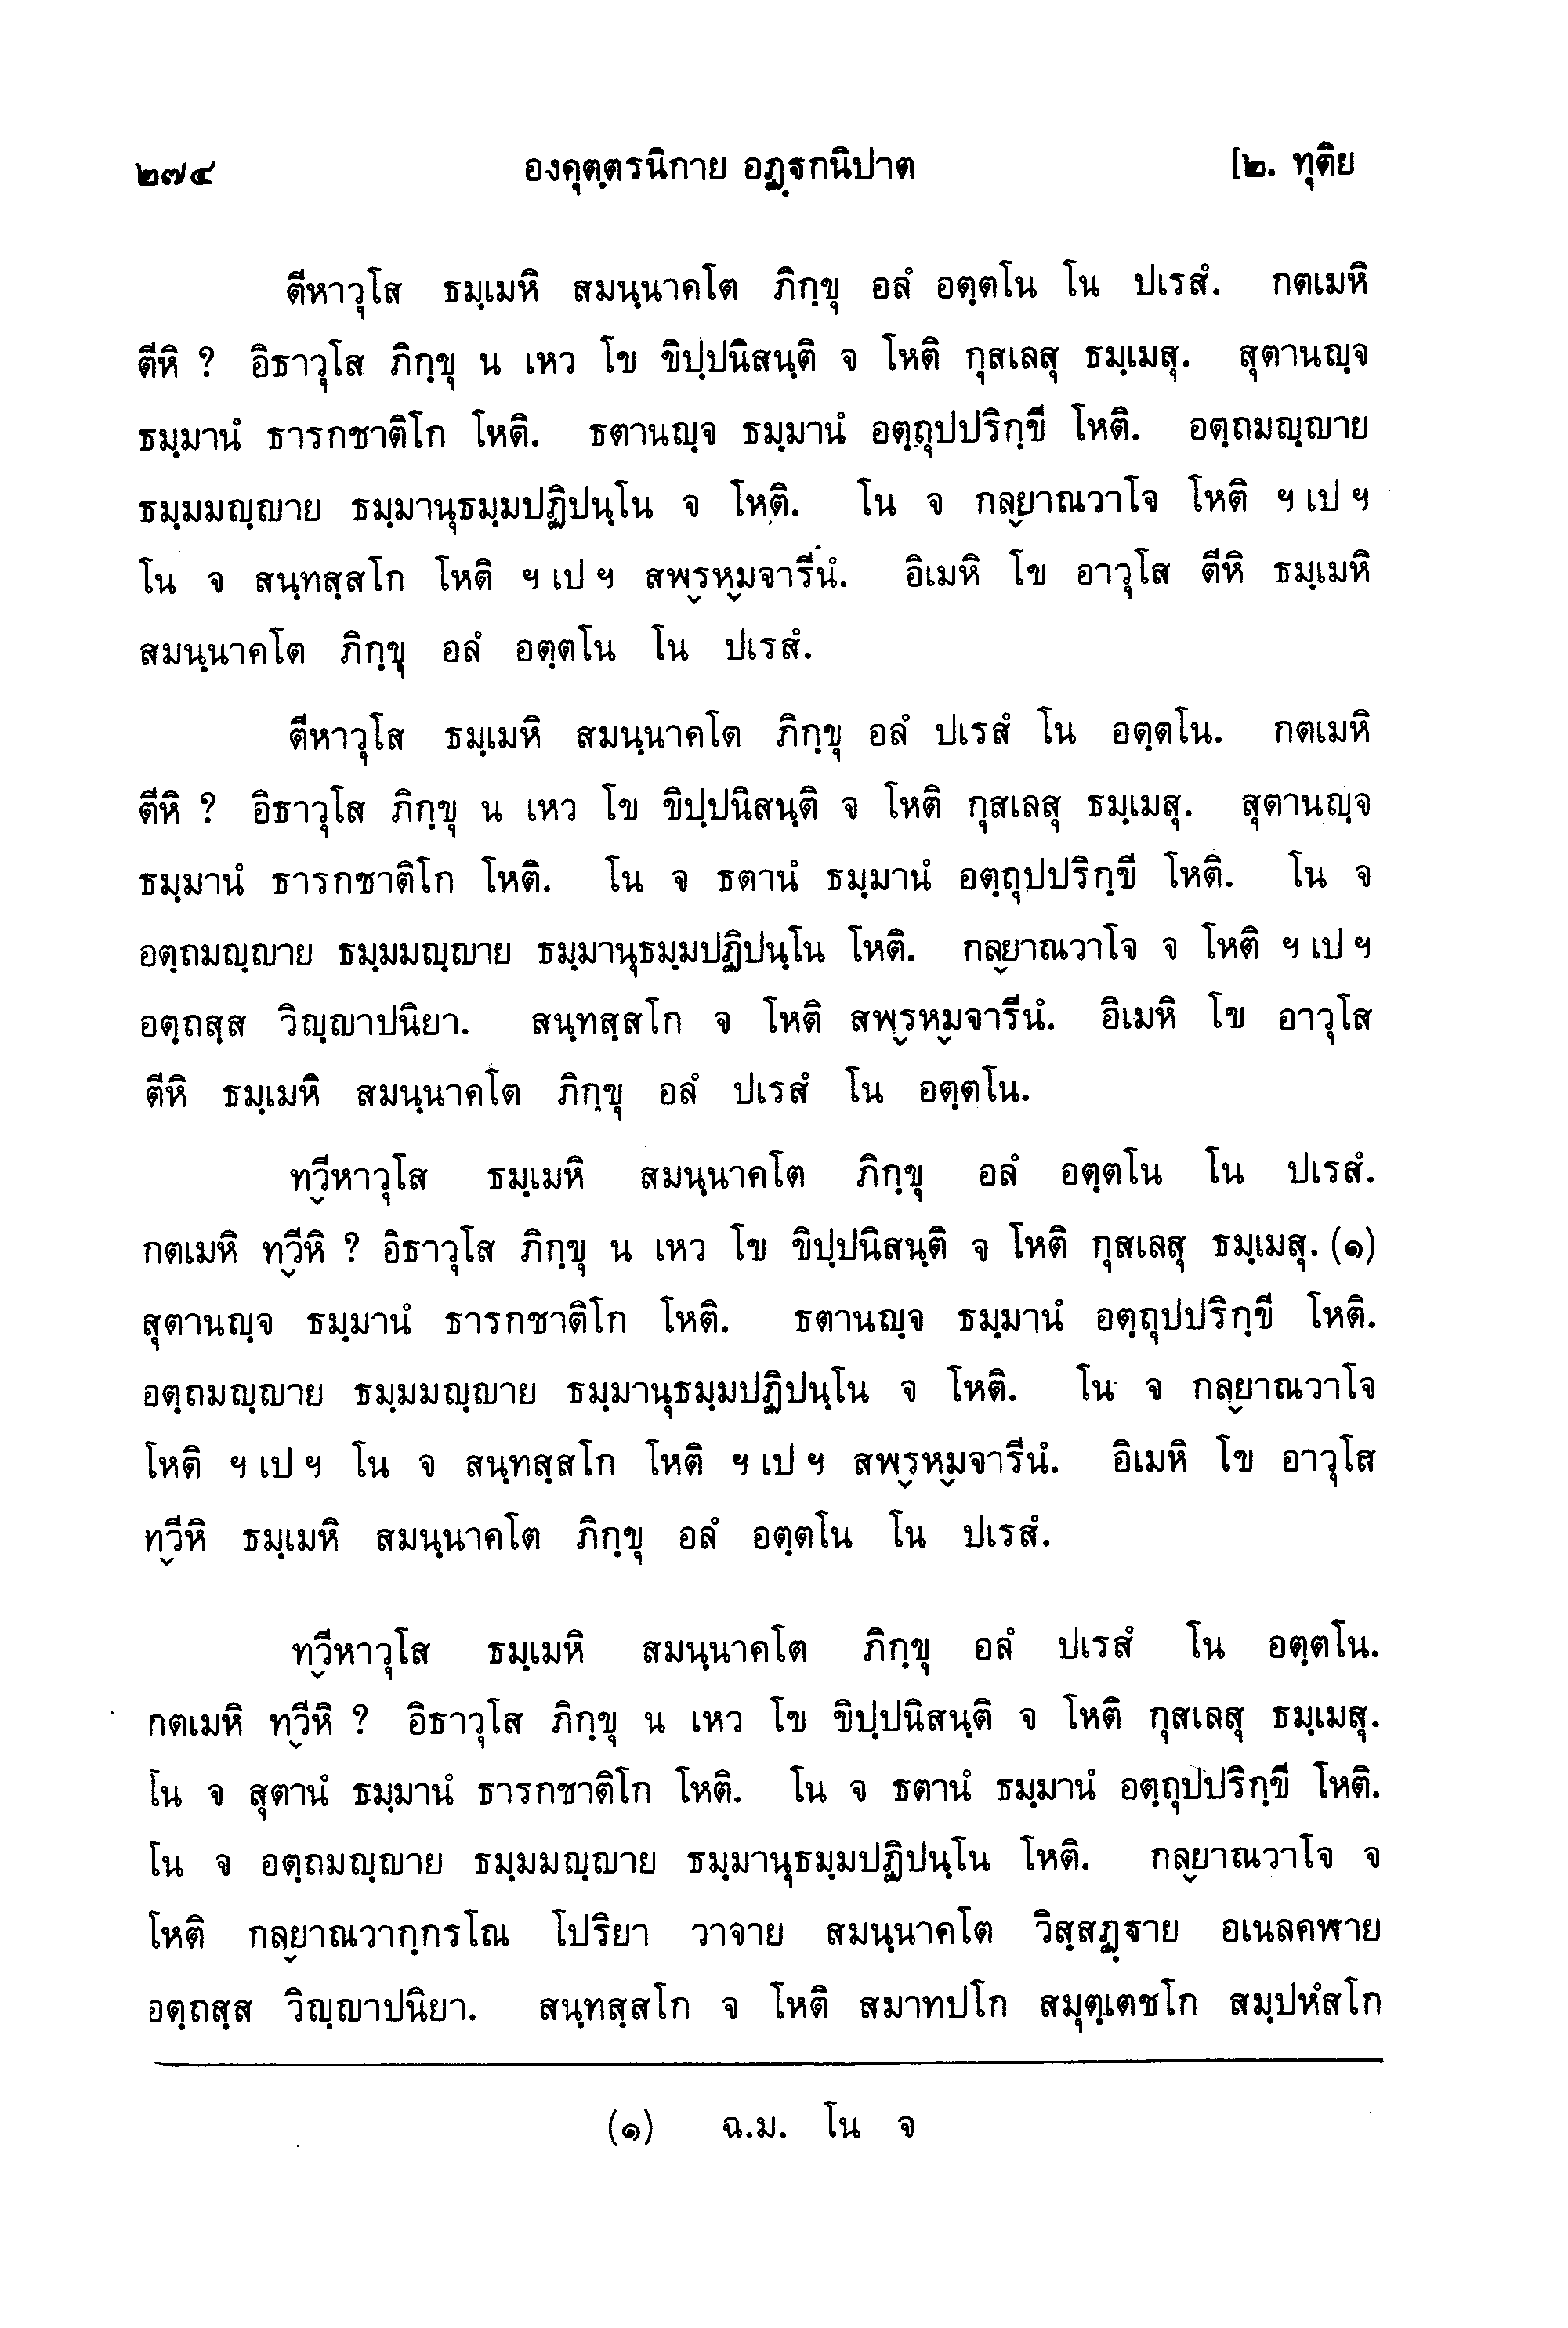 ๒๗๔ องฺคุตฺตรนิกาย อฏฺฐกนิปาต [๒. ทุติย
ตีหาวุโส ธมฺเมหิ สมนฺนาคโต ภิกฺขุ อลํ อตฺตโน โน ปเรสํ. กตเมหิ
ตีหิ ? อิธาวุโส ภิกฺขุ น เหว โข ขิปฺปนิสนฺติ จ โหติ กุสเลสุ ธมฺเมสุ. สุตานญฺจ
ธมฺมานํ ธารกชาติโก โหติ. ธตานญฺจ ธมฺมานํ อตฺถุปปริกฺขี โหติ. อตฺถมญฺญาย
ธมฺมมญฺญาย ธมฺมานุธมฺมปฏิปนฺโน จ โหติ. โน จ กลฺยาณวาโจ โหติ ฯ เป ฯ
โน จ สนฺทสฺสโก โหติ ฯ เป ฯ สพฺรหฺมจารีนํ. อิเมหิ โข อาวุโส ตีหิ ธมฺเมหิ
สมนฺนาคโต ภิกฺขุ อลํ อตฺตโน โน ปเรสํ.
ตีหาวุโส ธมฺเมหิ สมนฺนาคโต ภิกฺขุ อลํ ปเรสํ โน อตฺตโน. กตเมหิ
ตีหิ ? อิธาวุโส ภิกฺขุ น เหว โข ขิปฺปนิสนฺติ จ โหติ กุสเลสุ ธมฺเมสุ. สุตานญฺจ
ธมฺมานํ ธารกชาติโก โหติ. โน จ ธตานํ ธมฺมานํ อตฺถุปปริกฺขี โหติ. โน จ
อตฺถมญฺญาย ธมฺมมญฺญาย ธมฺมานุธมฺมปฏิปนฺโน โหติ. กลฺยาณวาโจ จ โหติ ฯ เป ฯ
อตฺถสฺส วิญฺญาปนิยา. สนฺทสฺสโก จ โหติ สพฺรหฺมจารีนํ. อิเมหิ โข อาวุโส
ตีหิ ธมฺเมหิ สมนฺนาคโต ภิกฺขุ อลํ ปเรสํ โน อตฺตโน.
ทฺวีหาวุโส ธมฺเมหิ สมนฺนาคโต ภิกฺขุ อลํ อตฺตโน โน ปเรสํ.
กตเมหิ ทฺวีหิ ? อิธาวุโส ภิกฺขุ น เหว โข ขิปฺปนิสนฺติ จ โหติ กุสเลสุ ธมฺเมสุ. (๑)
สุตานญฺจ ธมฺมานํ ธารกชาติโก โหติ. ธตานญฺจ ธมฺมานํ อตฺถุปปริกฺขี โหติ.
อตฺถมญฺญาย ธมฺมมญฺญาย ธมฺมานุธมฺมปฏิปนฺโน จ โหติ. โน จ กลฺยาณวาโจ
โหติ ฯ เป ฯ โน จ สนฺทสฺสโก โหติ ฯ เป ฯ สพฺรหฺมจารีนํ. อิเมหิ โข อาวุโส
ทฺวีหิ ธมฺเมหิ สมนฺนาคโต ภิกฺขุ อลํ อตฺตโน โน ปเรสํ.
ทฺวีหาวุโส ธมฺเมหิ สมนฺนาคโต ภิกฺขุ อลํ ปเรสํ โน อตฺตโน.
กตเมหิ ทฺวีหิ ? อิธาวุโส ภิกฺขุ น เหว โข ขิปฺปนิสนฺติ จ โหติ กุสเลสุ ธมฺเมสุ.
โน จ สุตานํ ธมฺมานํ ธารกชาติโก โหติ. โน จ ธตานํ ธมฺมานํ อตฺถุปปริกฺขี โหติ.
โน จ อตฺถมญฺญาย ธมฺมมญฺญาย ธมฺมานุธมฺมปฏิปนฺโน โหติ. กลฺยาณวาโจ จ
โหติ กลฺยาณวากฺกรโณ โปริยา วาจาย สมนฺนาคโต วิสฺสฏฺฐาย อเนลคฬาย
อตฺถสฺส วิญฺญาปนิยา. สนฺทสฺสโก จ โหติ สมาทปโก สมุตฺเตชโก สมฺปหํสโก
(๑) ฉ.ม. โน จ